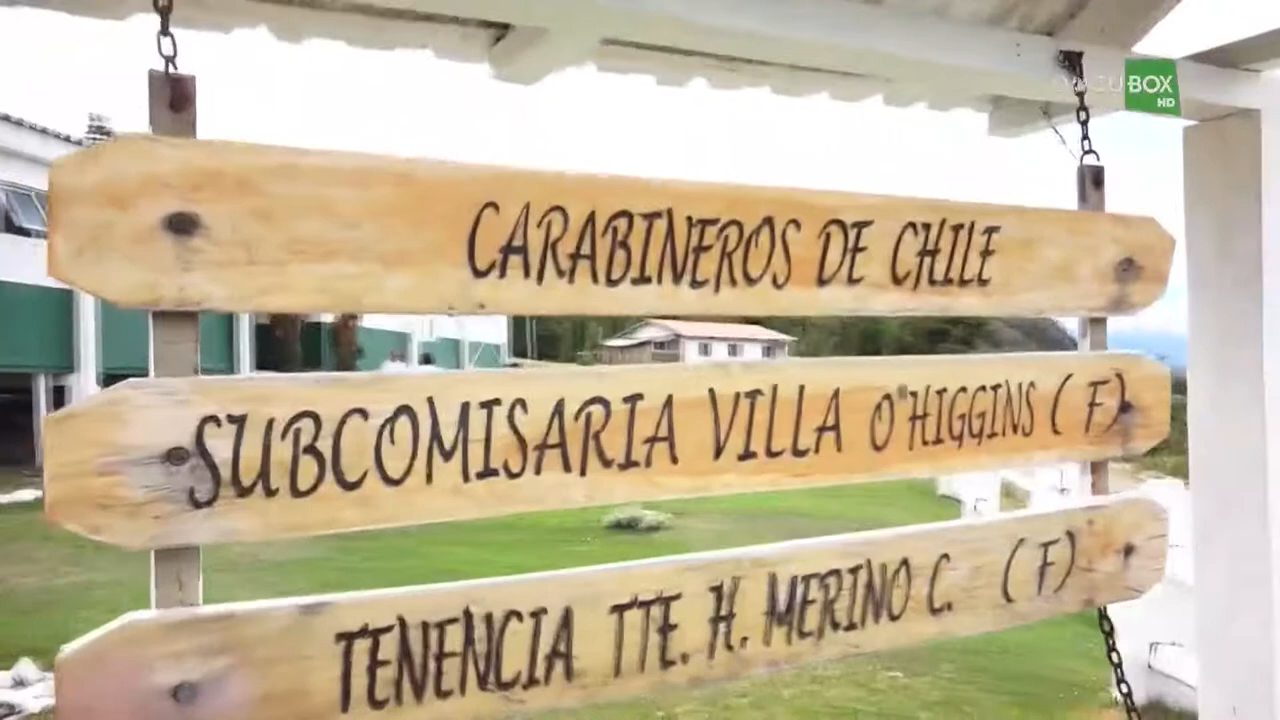 BOX
HD
CARABINEROS DE CHILE
SUBCOMISARIA VILLA O"HIGGINS ( F )
TENENCIA TTE. H. MERINO C. ( F )